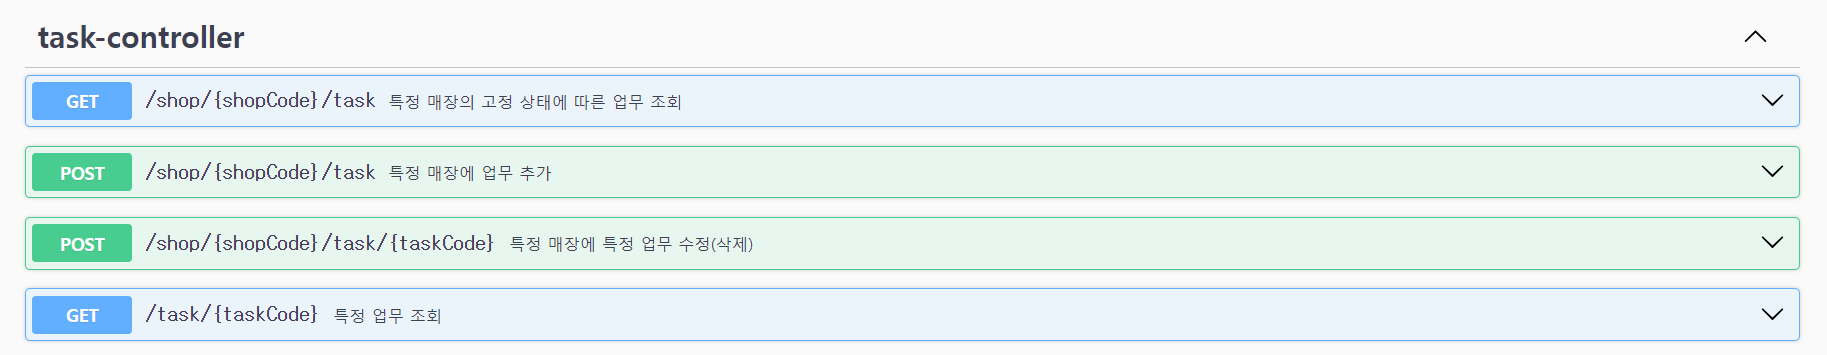 task-controller
GET /shop/{shopCode}/task 특정 매장의 고정 상태에 따른 업무 조회
POST /shop/{shopCode}/task 특정 매장에 업무 추가
POST /shop/{shopCode}/task/{taskCode} 특정 매장에 특정 업무 수정(삭제)
GET /task/{taskCode} 특정 업무 조회